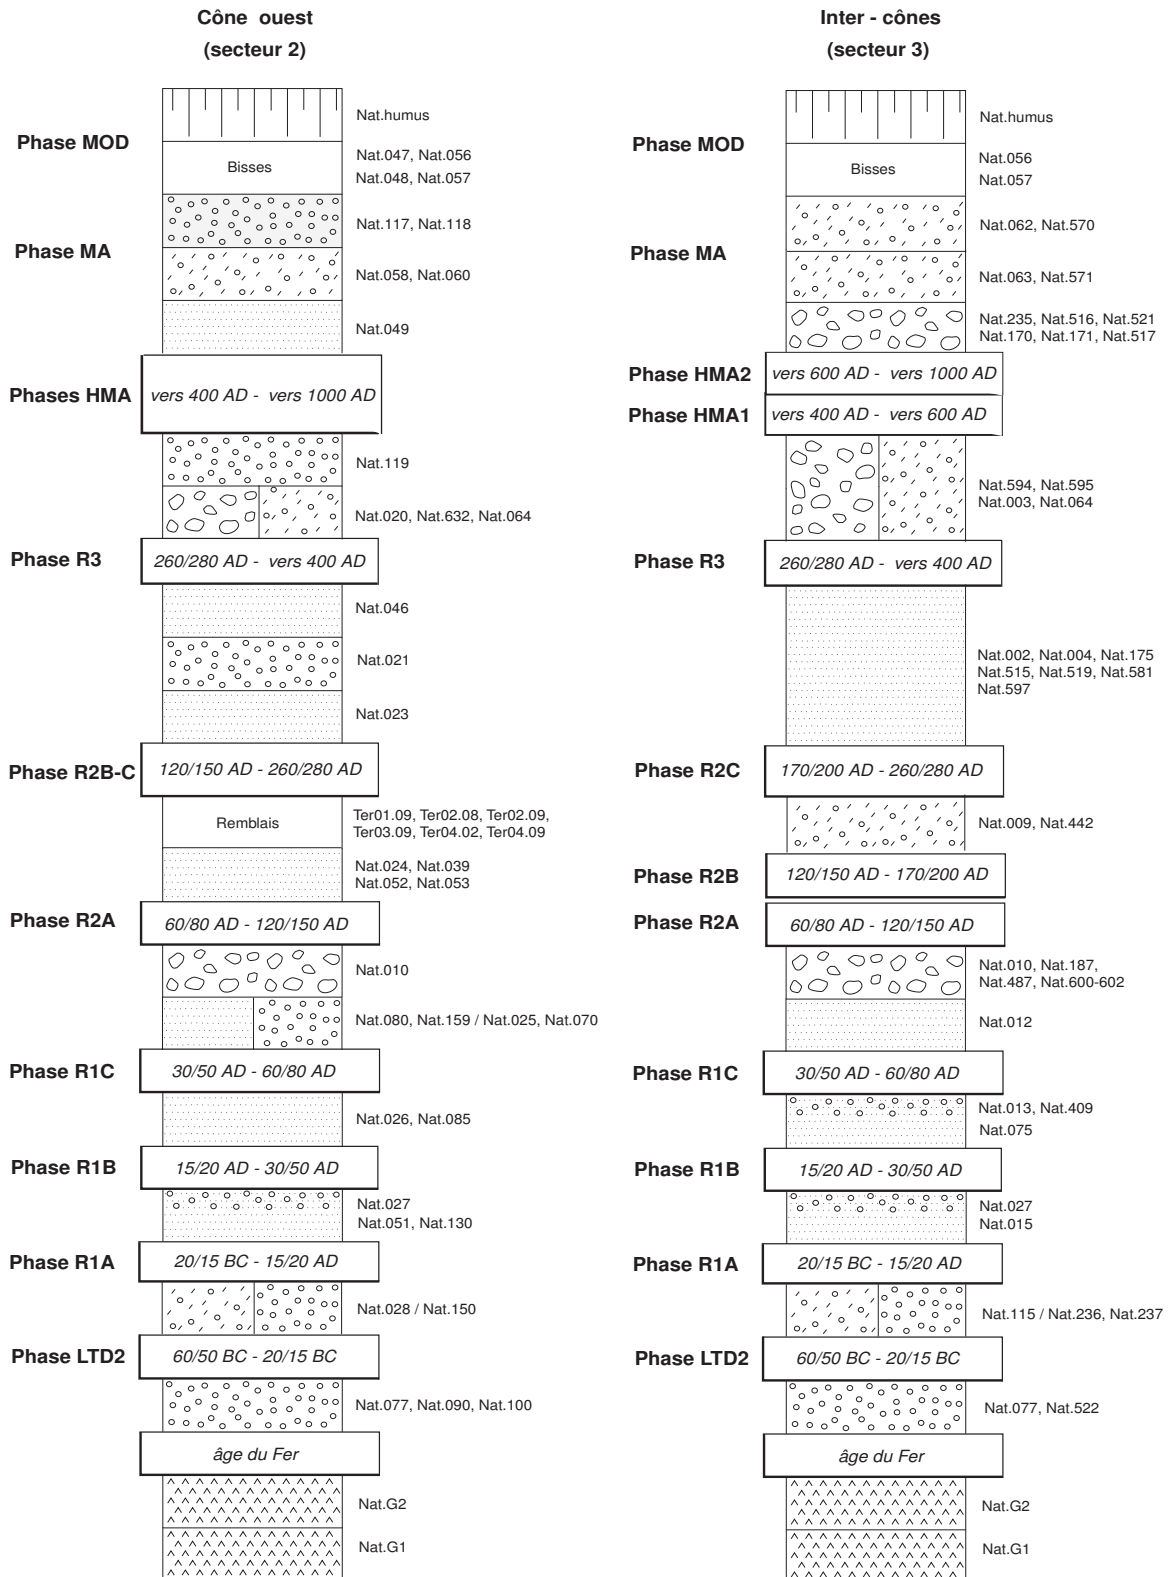 Cône ouest
(secteur 2)
Nat.humus
Phase MOD
Bisses
Nat.047, Nat.056
Nat.048, Nat.057
Nat.117, Nat.118
Phase MA
Nat.058, Nat.060
Nat.049
Phases HMA
vers 400 AD - vers 1000 AD
Nat.119
Nat.020, Nat.632, Nat.064
Phase R3
260/280 AD - vers 400 AD
Nat.046
Nat.021
Nat.023
Phase R2B-C
120/150 AD - 260/280 AD
Remblais
Ter01.09, Ter02.08, Ter02.09,
Ter03.09, Ter04.02, Ter04.09
Nat.024, Nat.039
Nat.052, Nat.053
Phase R2A
60/80 AD - 120/150 AD
Nat.010
Nat.080, Nat.159 / Nat.025, Nat.070
Phase R1C
30/50 AD - 60/80 AD
Nat.026, Nat.085
Phase R1B
15/20 AD - 30/50 AD
Nat.027
Nat.051, Nat.130
Phase R1A
20/15 BC - 15/20 AD
Nat.028 / Nat.150
Phase LTD2
60/50 BC - 20/15 BC
Nat.077, Nat.090, Nat.100
âge du Fer
Nat.G2
Nat.G1
Inter - cônes
(secteur 3)
Nat.humus
Phase MOD
Bisses
Nat.056
Nat.057
Nat.062, Nat.570
Phase MA
Nat.063, Nat.571
Nat.235, Nat.516, Nat.521
Nat.170, Nat.171, Nat.517
Phase HMA2
vers 600 AD - vers 1000 AD
Phase HMA1
vers 400 AD - vers 600 AD
Nat.594, Nat.595
Nat.003, Nat.064
Phase R3
260/280 AD - vers 400 AD
Nat.002, Nat.004, Nat.175
Nat.515, Nat.519, Nat.581
Nat.597
Phase R2C
170/200 AD - 260/280 AD
Nat.009, Nat.442
Phase R2B
120/150 AD - 170/200 AD
Phase R2A
60/80 AD - 120/150 AD
Nat.010, Nat.187,
Nat.487, Nat.600-602
Nat.012
Phase R1C
30/50 AD - 60/80 AD
Nat.013, Nat.409
Nat.075
Phase R1B
15/20 AD - 30/50 AD
Nat.027
Nat.015
Phase R1A
20/15 BC - 15/20 AD
Nat.115 / Nat.236, Nat.237
Phase LTD2
60/50 BC - 20/15 BC
Nat.077, Nat.522
âge du Fer
Nat.G2
Nat.G1